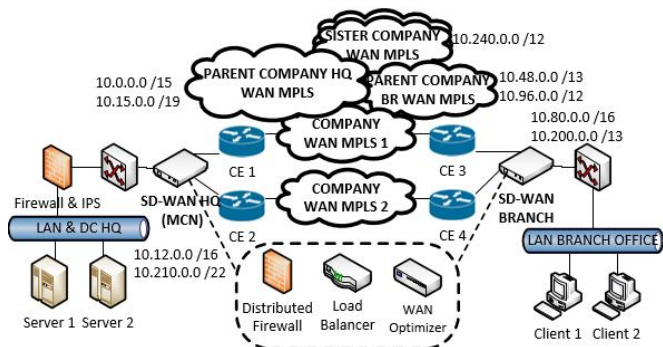 SISTER COMPANY
WAN MPLS
10.240.0.0 /12
PARENT COMPANY HQ
WAN MPLS
10.0.0.0 /15
10.15.0.0 /19
PARENT COMPANY
BR WAN MPLS
10.48.0.0 /13
10.96.0.0 /12
COMPANY
WAN MPLS 1
10.80.0.0 /16
10.200.0.0 /13
CE 1
CE 3
Firewall & IPS
SD-WAN HQ
(MCN)
COMPANY
WAN MPLS 2
SD-WAN
BRANCH
CE 2
CE 4
LAN & DC HQ
LAN BRANCH OFFICE
10.12.0.0 /16
10.210.0.0 /22
Distributed
Firewall
Load
Balancer
WAN
Optimizer
Server 1
Server 2
Client 1
Client 2